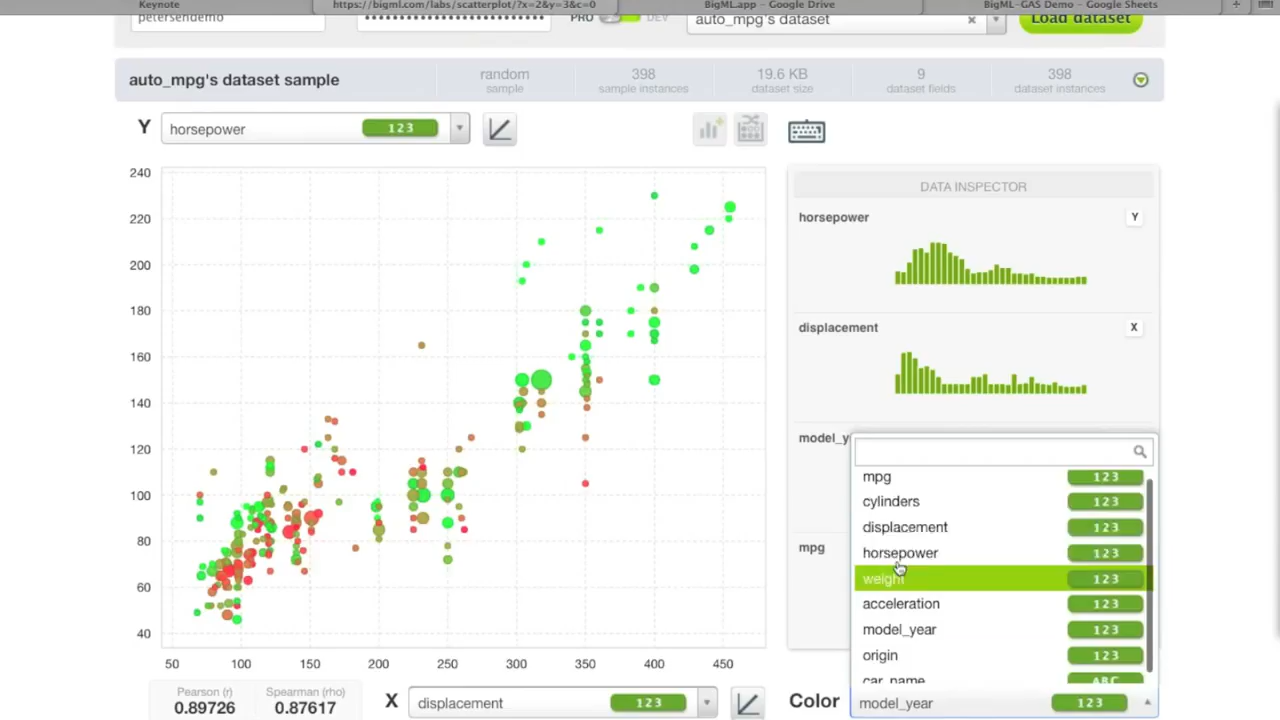 Keynote
https://bigml.com/labs/scatterplot/?x=2&y=3&c=0
BigML.app – Google Drive
BigML-GAS Demo – Google Sheets
petersendemo
PRO DEV
auto_mpg's dataset
Load dataset
auto_mpg's dataset sample
random
sample
398
sample instances
19.6 KB
dataset size
9
dataset fields
398
dataset instances
Y
horsepower
123
240
220
200
180
160
140
120
100
80
60
40
50
100
150
200
250
300
350
400
450
DATA INSPECTOR
horsepower
Y
displacement
X
model_y
mpg
mpg 123
cylinders 123
displacement 123
horsepower 123
weight 123
acceleration 123
model_year 123
origin 123
car_name ABC
Pearson (r)
0.89726
Spearman (rho)
0.87617
X
displacement
123
Color
model_year
123